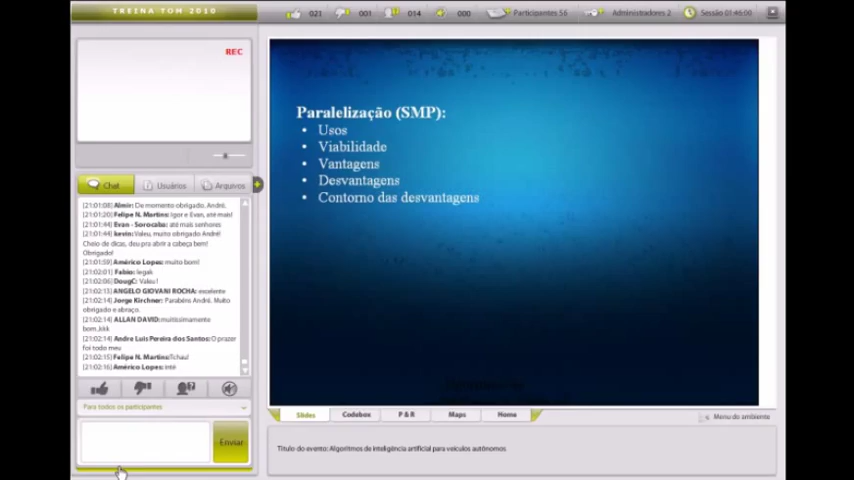 TREINA TOM 2010
021
001
014
000
Participantes 56
Administradores 2
Sessão 01:46:00
REC
Paralelização (SMP):
• Usos
• Viabilidade
• Vantagens
• Desvantagens
• Contorno das desvantagens
Chat
Usuários
Arquivos
[21:01:08] Almir: De momento obrigado, André.
[21:01:20] Felipe N. Martins: Igor e Evan, até mais!
[21:01:44] Evan - Sorocaba: até mais senhores
[21:01:44] kevin: Valeu, muito obrigado André!
Cheio de dicas, deu pra abrir a cabeça bem!
Obrigado!
[21:01:59] Américo Lopes: muito bom!
[21:02:01] Fabio: legal
[21:02:06] DougC: Valeu!
[21:02:13] ANGELO GIOVANI ROCHA: excelente
[21:02:14] Jorge Kirchner: Parabéns André. Muito
obrigado e abraço.
[21:02:14] ALLAN DAVID: muitissimamente
bom..kkk
[21:02:14] Andre Luis Pereira dos Santos: O prazer
foi todo meu
[21:02:15] Felipe N. Martins: Tchau!
[21:02:16] Américo Lopes: inté
Para todos os participantes
Enviar
Slides
Codebox
P & R
Mapas
Home
Menu do ambiente
Título do evento: Algoritmos de inteligência artificial para veículos autônomos